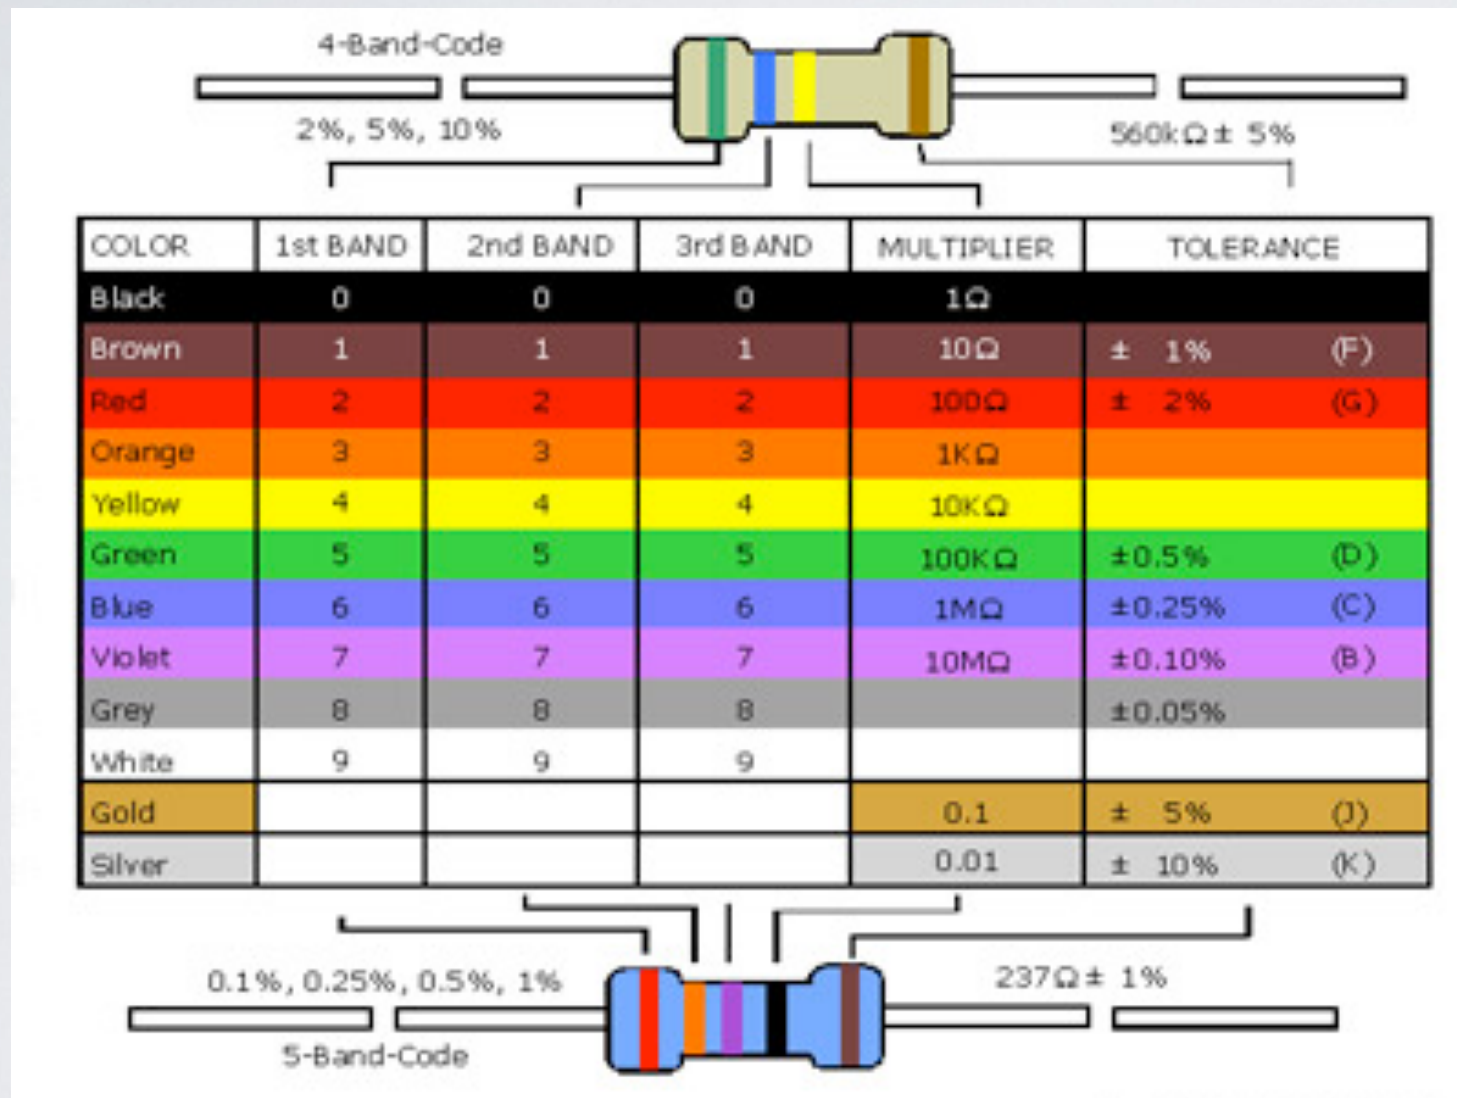 4-Band-Code
2%, 5%, 10%
560kΩ ± 5%
COLOR 1st BAND 2nd BAND 3rd BAND MULTIPLIER TOLERANCE
Black 0 0 0 1Ω
Brown 1 1 1 10Ω ± 1% (F)
Red 2 2 2 100Ω ± 2% (G)
Orange 3 3 3 1KΩ
Yellow 4 4 4 10KΩ
Green 5 5 5 100KΩ ±0.5% (D)
Blue 6 6 6 1MΩ ±0.25% (C)
Violet 7 7 7 10MΩ ±0.10% (B)
Grey 8 8 8 ±0.05%
White 9 9 9
Gold 0.1 ± 5% (J)
Silver 0.01 ± 10% (K)
0.1%, 0.25%, 0.5%, 1%
237Ω ± 1%
5-Band-Code